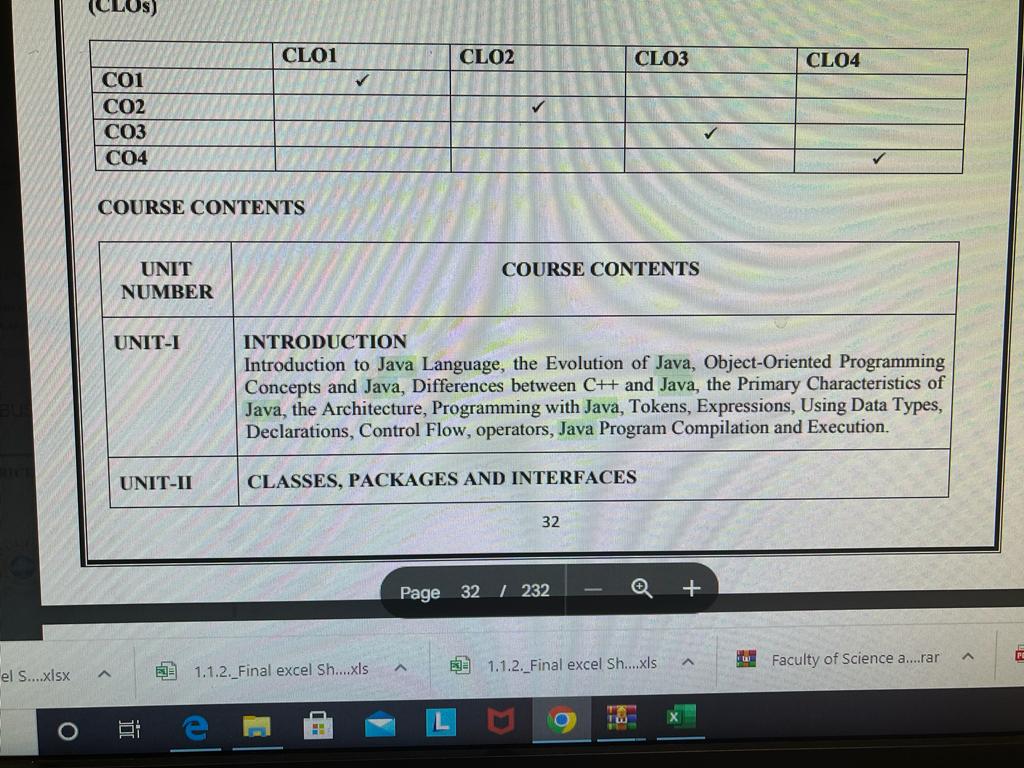 (CLOs)
CLO1 CLO2 CLO3 CLO4
CO1 ✓
CO2 ✓
CO3 ✓
CO4 ✓
COURSE CONTENTS
UNIT
NUMBER
COURSE CONTENTS
UNIT-I
INTRODUCTION
Introduction to Java Language, the Evolution of Java, Object-Oriented Programming
Concepts and Java, Differences between C++ and Java, the Primary Characteristics of
Java, the Architecture, Programming with Java, Tokens, Expressions, Using Data Types,
Declarations, Control Flow, operators, Java Program Compilation and Execution.
UNIT-II
CLASSES, PACKAGES AND INTERFACES
32
Page 32 / 232
el S....xlsx
1.1.2._Final excel Sh....xls
1.1.2._Final excel Sh....xls
Faculty of Science a....rar
L